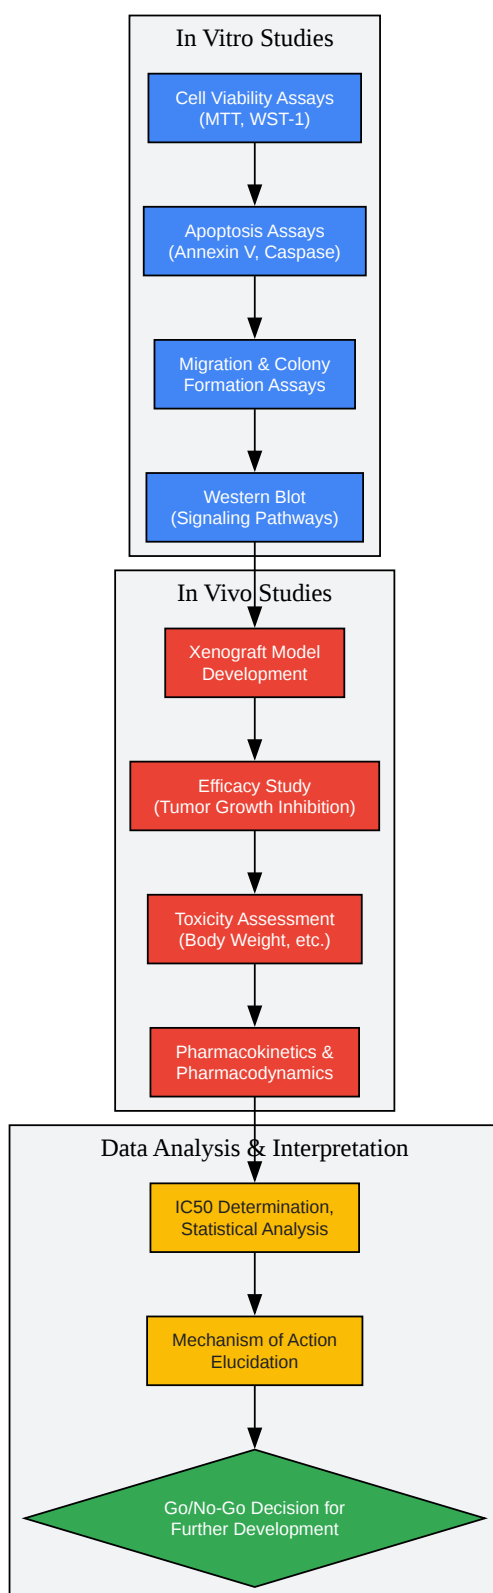 In Vitro Studies
Cell Viability Assays
(MTT, WST-1)
Apoptosis Assays
(Annexin V, Caspase)
Migration & Colony
Formation Assays
Western Blot
(Signaling Pathways)
In Vivo Studies
Xenograft Model
Development
Efficacy Study
(Tumor Growth Inhibition)
Toxicity Assessment
(Body Weight, etc.)
Pharmacokinetics &
Pharmacodynamics
Data Analysis & Interpretation
IC50 Determination,
Statistical Analysis
Mechanism of Action
Elucidation
Go/No-Go Decision for
Further Development